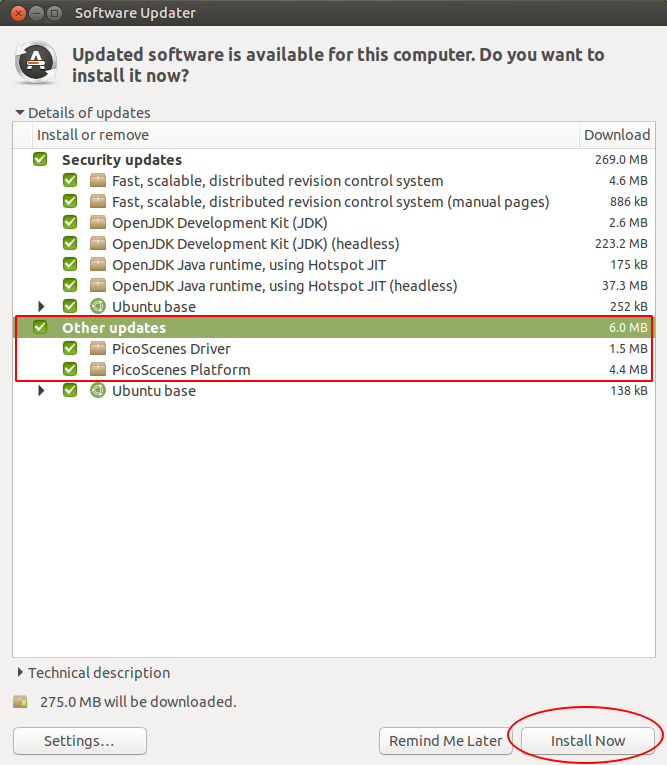 Software Updater
Updated software is available for this computer. Do you want to
install it now?
Details of updates
Install or remove Download
Security updates 269.0 MB
Fast, scalable, distributed revision control system 4.6 MB
Fast, scalable, distributed revision control system (manual pages) 886 kB
OpenJDK Development Kit (JDK) 2.6 MB
OpenJDK Development Kit (JDK) (headless) 223.2 MB
OpenJDK Java runtime, using Hotspot JIT 175 kB
OpenJDK Java runtime, using Hotspot JIT (headless) 37.3 MB
Ubuntu base 252 kB
Other updates 6.0 MB
PicoScenes Driver 1.5 MB
PicoScenes Platform 4.4 MB
Ubuntu base 138 kB
Technical description
275.0 MB will be downloaded.
Settings... Remind Me Later Install Now